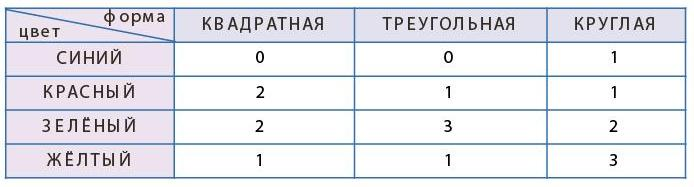 форма
цвет
КВАДРАТНАЯ ТРЕУГОЛЬНАЯ КРУГЛАЯ
СИНИЙ 0 0 1
КРАСНЫЙ 2 1 1
ЗЕЛЁНЫЙ 2 3 2
ЖЁЛТЫЙ 1 1 3